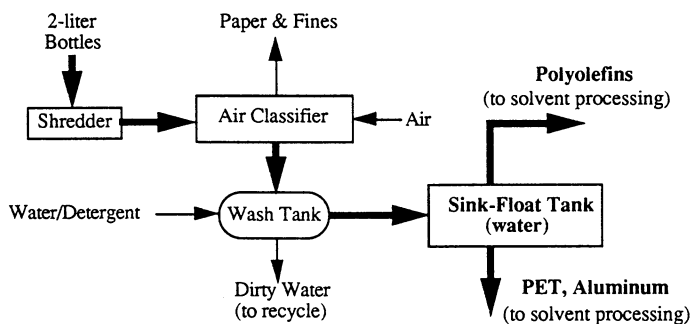 2-liter
Bottles
Paper & Fines
Polyolefins
(to solvent processing)
Shredder
Air Classifier
Air
Water/Detergent
Wash Tank
Sink-Float Tank
(water)
Dirty Water
(to recycle)
PET, Aluminum
(to solvent processing)